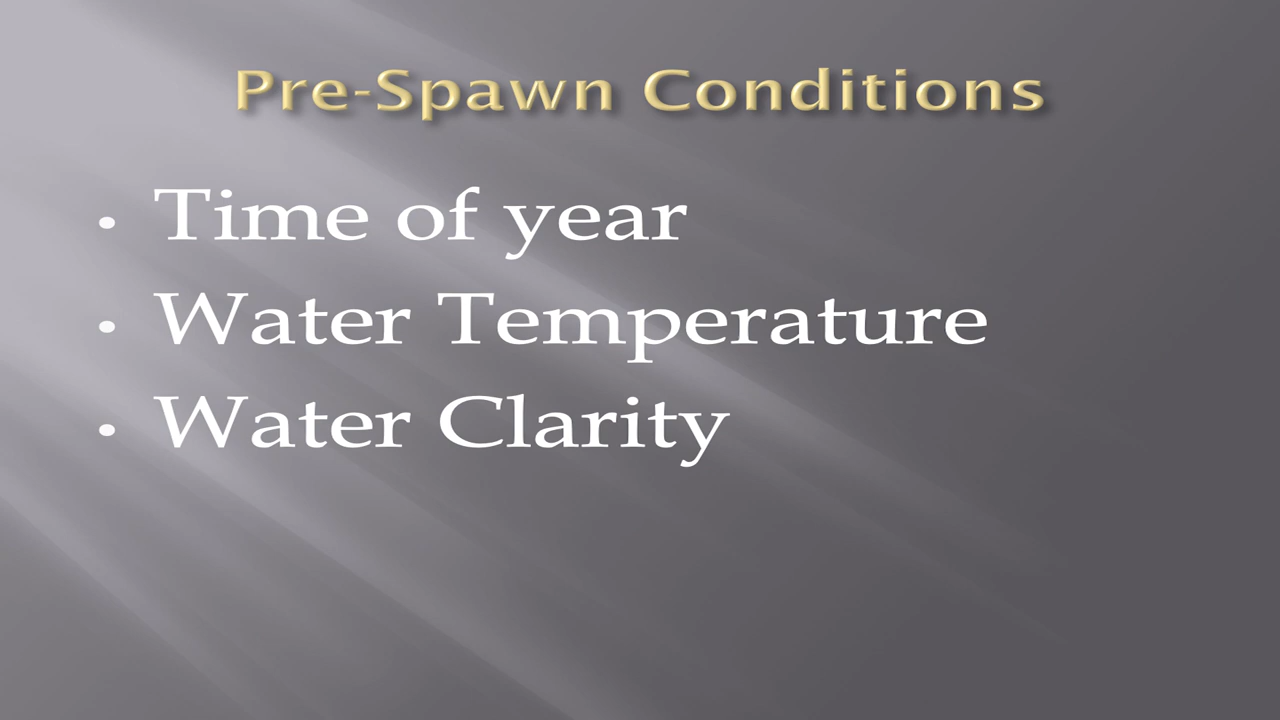 Pre-Spawn Conditions
• Time of year
• Water Temperature
• Water Clarity